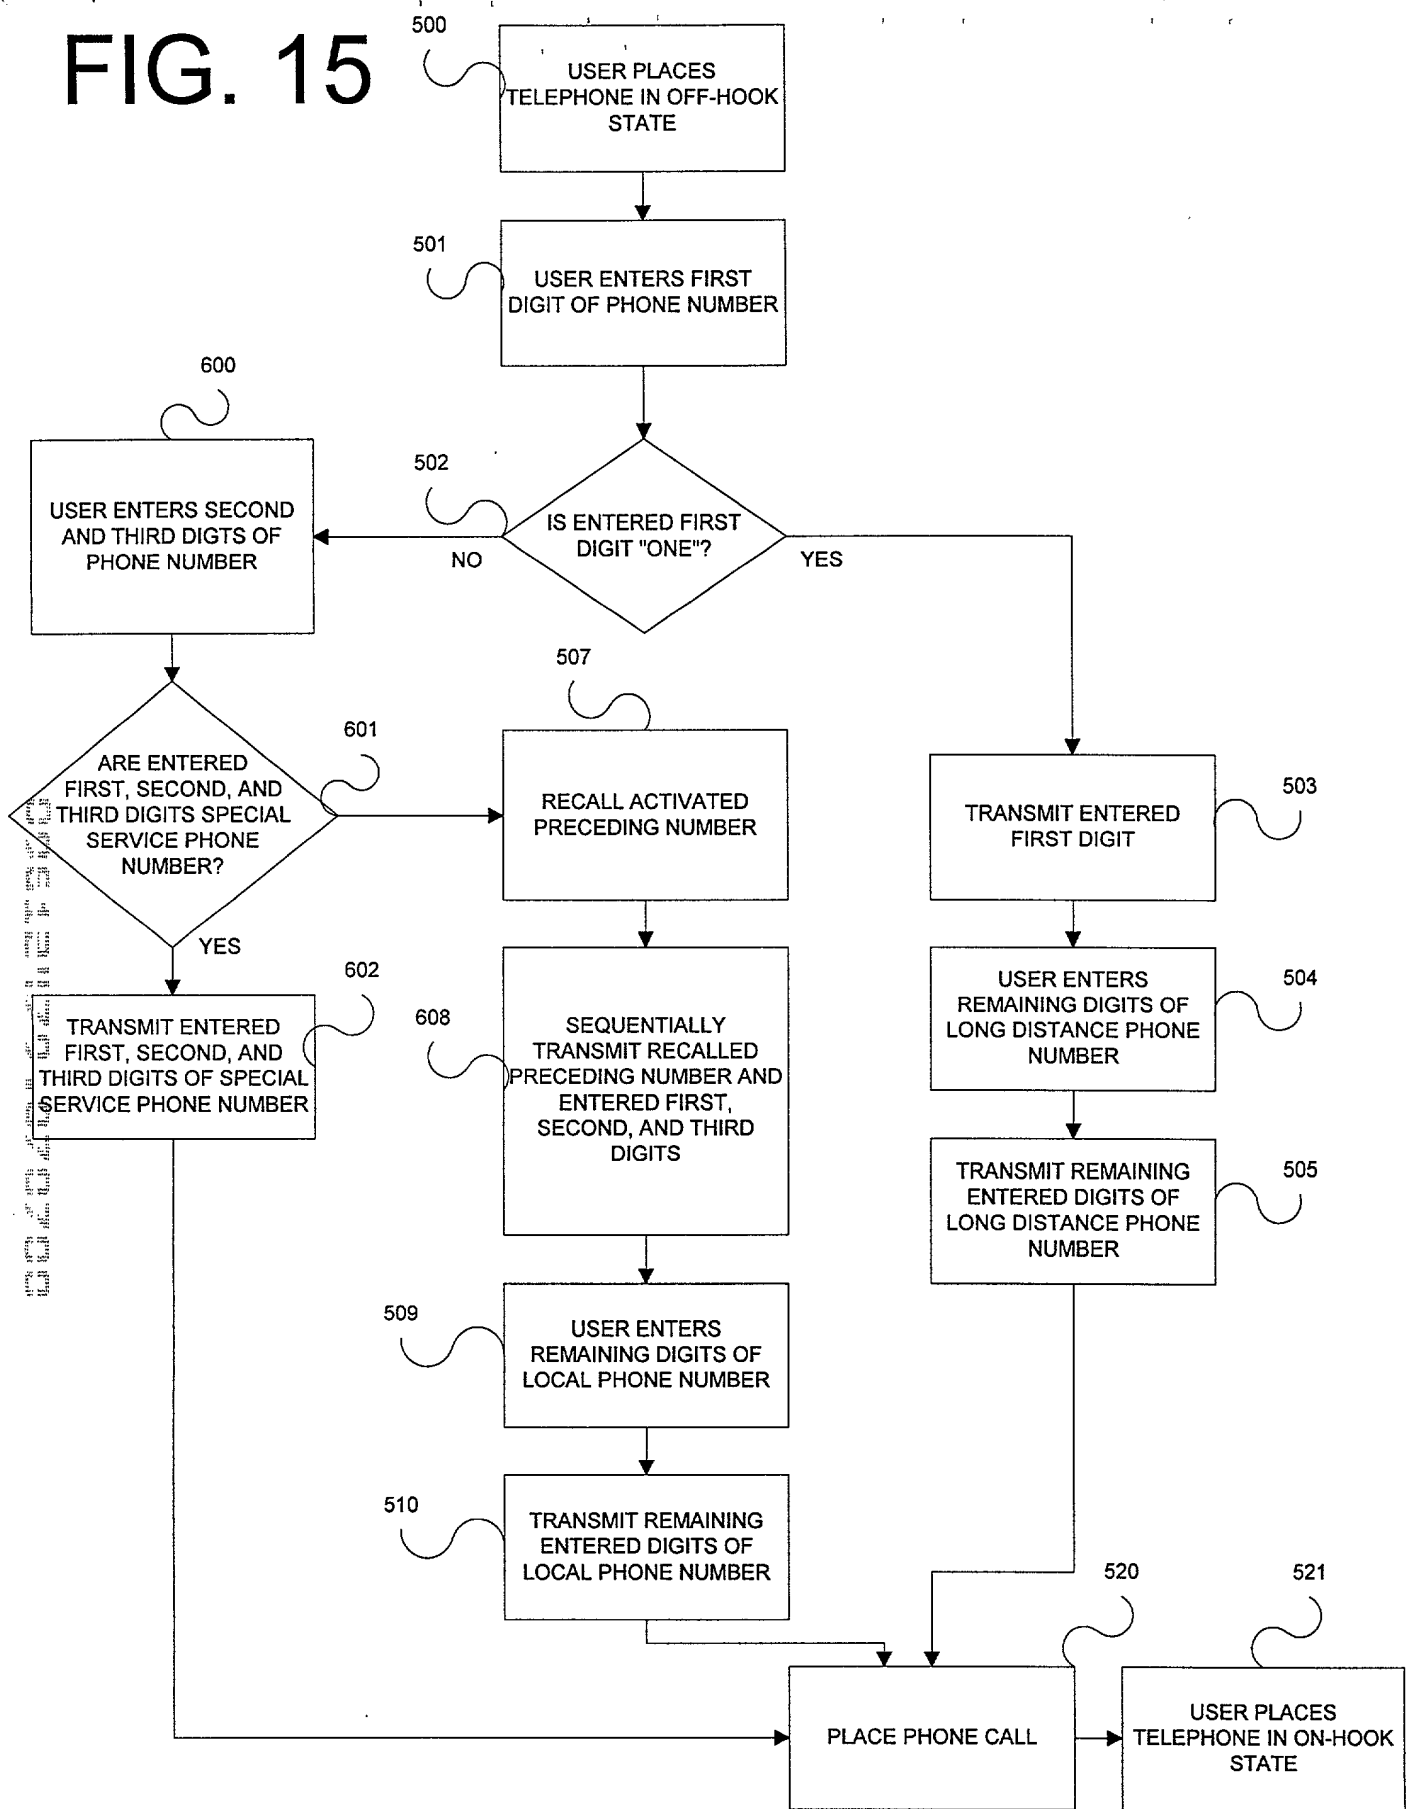 FIG. 15
500
USER PLACES
TELEPHONE IN OFF-HOOK
STATE
501
USER ENTERS FIRST
DIGIT OF PHONE NUMBER
600
USER ENTERS SECOND
AND THIRD DIGTS OF
PHONE NUMBER
502
IS ENTERED FIRST
DIGIT "ONE"?
NO
YES
601
ARE ENTERED
FIRST, SECOND, AND
THIRD DIGITS SPECIAL
SERVICE PHONE
NUMBER?
YES
507
RECALL ACTIVATED
PRECEDING NUMBER
503
TRANSMIT ENTERED
FIRST DIGIT
602
TRANSMIT ENTERED
FIRST, SECOND, AND
THIRD DIGITS OF SPECIAL
SERVICE PHONE NUMBER
608
SEQUENTIALLY
TRANSMIT RECALLED
PRECEDING NUMBER AND
ENTERED FIRST,
SECOND, AND THIRD
DIGITS
504
USER ENTERS
REMAINING DIGITS OF
LONG DISTANCE PHONE
NUMBER
505
TRANSMIT REMAINING
ENTERED DIGITS OF
LONG DISTANCE PHONE
NUMBER
509
USER ENTERS
REMAINING DIGITS OF
LOCAL PHONE NUMBER
510
TRANSMIT REMAINING
ENTERED DIGITS OF
LOCAL PHONE NUMBER
520
PLACE PHONE CALL
521
USER PLACES
TELEPHONE IN ON-HOOK
STATE